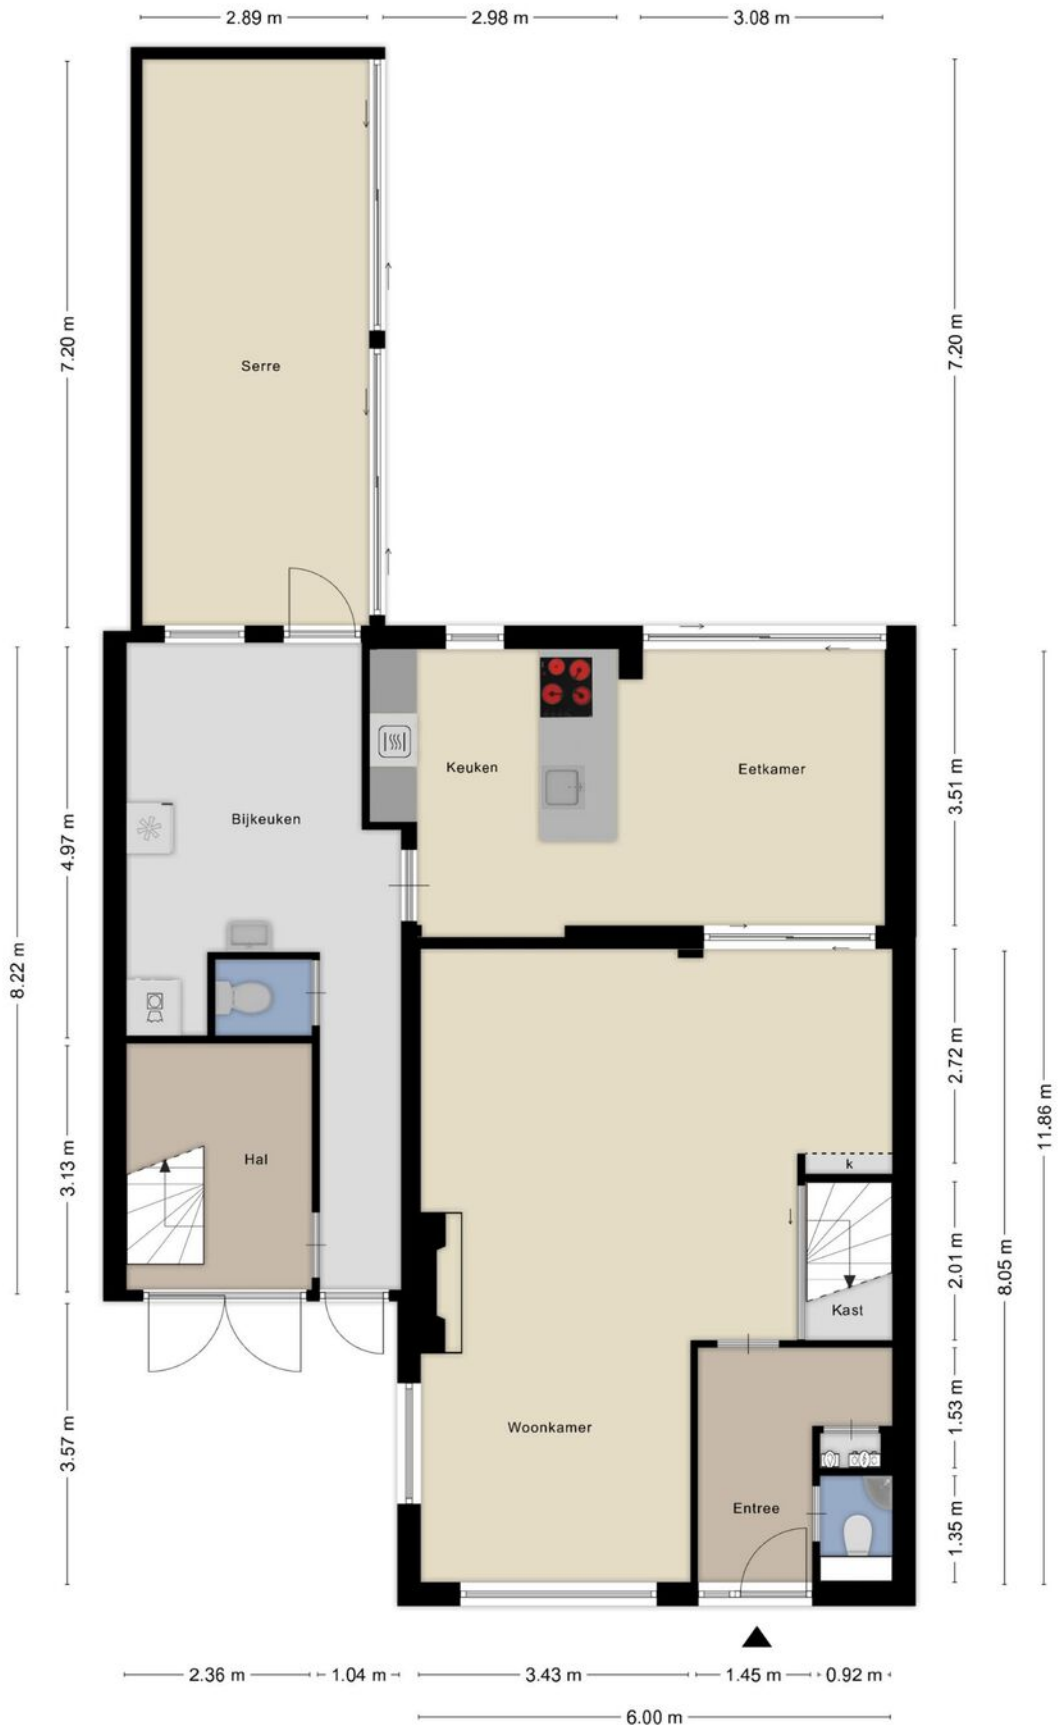 2.89 m
2.98 m
3.08 m
7.20 m
7.20 m
Serre
Keuken
Eetkamer
3.51 m
Bijkeuken
4.97 m
8.22 m
2.72 m
11.86 m
3.13 m
Hal
k
2.01 m
8.05 m
Kast
1.53 m
3.57 m
Woonkamer
Entree
1.35 m
2.36 m
1.04 m
3.43 m
1.45 m
0.92 m
6.00 m